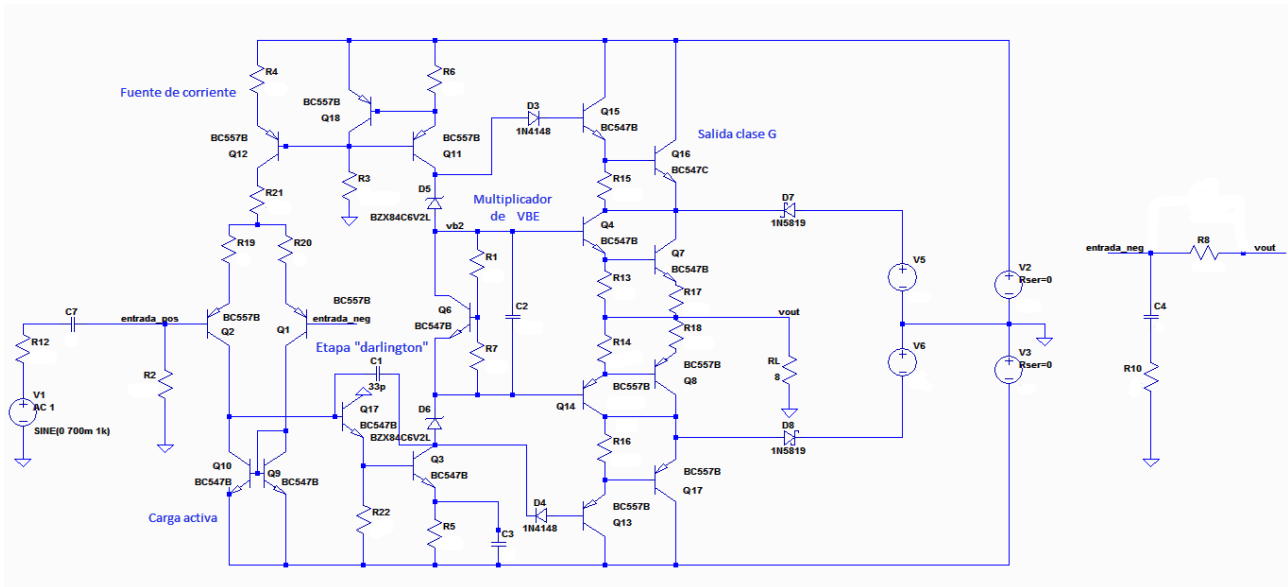 R4
R6
Fuente de corriente
BC557B
Q18
D3
1N4148
Q15
BC547B
Salida clase G
BC557B
Q12
BC557B
Q11
Q16
BC547C
R21
R3
D5
BZX84C6V2L
R15
Multiplicador
de VBE
D7
1N5819
vb2
Q4
BC547B
R19
R20
R1
Q7
BC547B
entrada_neg
R8
vout
R13
V5
V2
Rser=0
R17
BC557B
C7
entrada_pos
BC557B
Q2
Q1
entrada_neg
Q6
BC547B
C2
vout
C4
R12
Etapa "darlington"
R7
R14
R18
BC557B
R2
C1
33p
BC557B
Q8
RL
8
V6
V3
Rser=0
R10
V1
AC 1
SINE(0 700m 1k)
Q17
BC547B
D6
BZX84C6V2L
Q14
R16
D8
1N5819
Q10
BC547B
Q9
BC547B
Q3
BC547B
BC557B
Q17
Carga activa
R22
R5
C3
D4
1N4148
BC557B
Q13